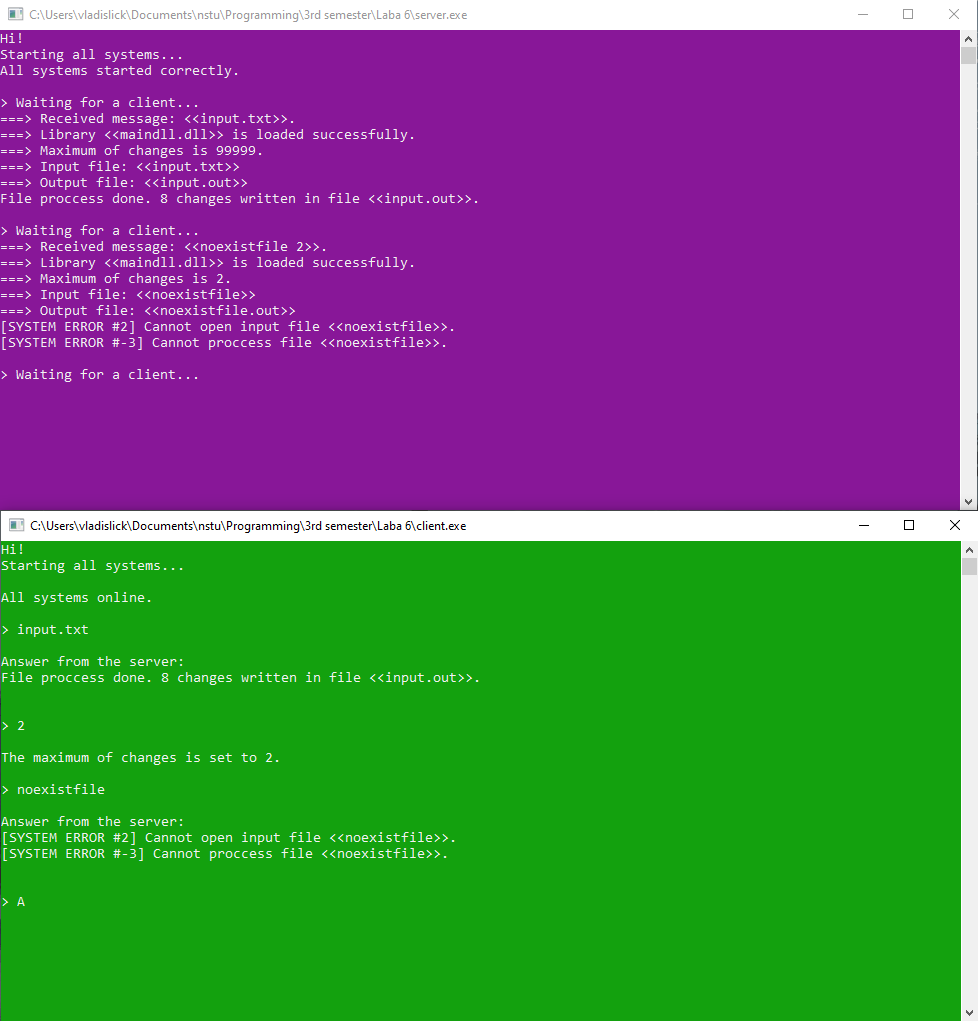 C:\Users\vladislick\Documents\nstu\Programming\3rd semester\Laba 6\server.exe
Hi!
Starting all systems...
All systems started correctly.
> Waiting for a client...
===> Received message: <<input.txt>>.
===> Library <<maindll.dll>> is loaded successfully.
===> Maximum of changes is 99999.
===> Input file: <<input.txt>>
===> Output file: <<input.out>>
File proccess done. 8 changes written in file <<input.out>>.
> Waiting for a client...
===> Received message: <<noexistfile 2>>.
===> Library <<maindll.dll>> is loaded successfully.
===> Maximum of changes is 2.
===> Input file: <<noexistfile>>
===> Output file: <<noexistfile.out>>
[SYSTEM ERROR #2] Cannot open input file <<noexistfile>>.
[SYSTEM ERROR #-3] Cannot proccess file <<noexistfile>>.
> Waiting for a client...
C:\Users\vladislick\Documents\nstu\Programming\3rd semester\Laba 6\client.exe
Hi!
Starting all systems...
All systems online.
> input.txt
Answer from the server:
File proccess done. 8 changes written in file <<input.out>>.
> 2
The maximum of changes is set to 2.
> noexistfile
Answer from the server:
[SYSTEM ERROR #2] Cannot open input file <<noexistfile>>.
[SYSTEM ERROR #-3] Cannot proccess file <<noexistfile>>.
> A